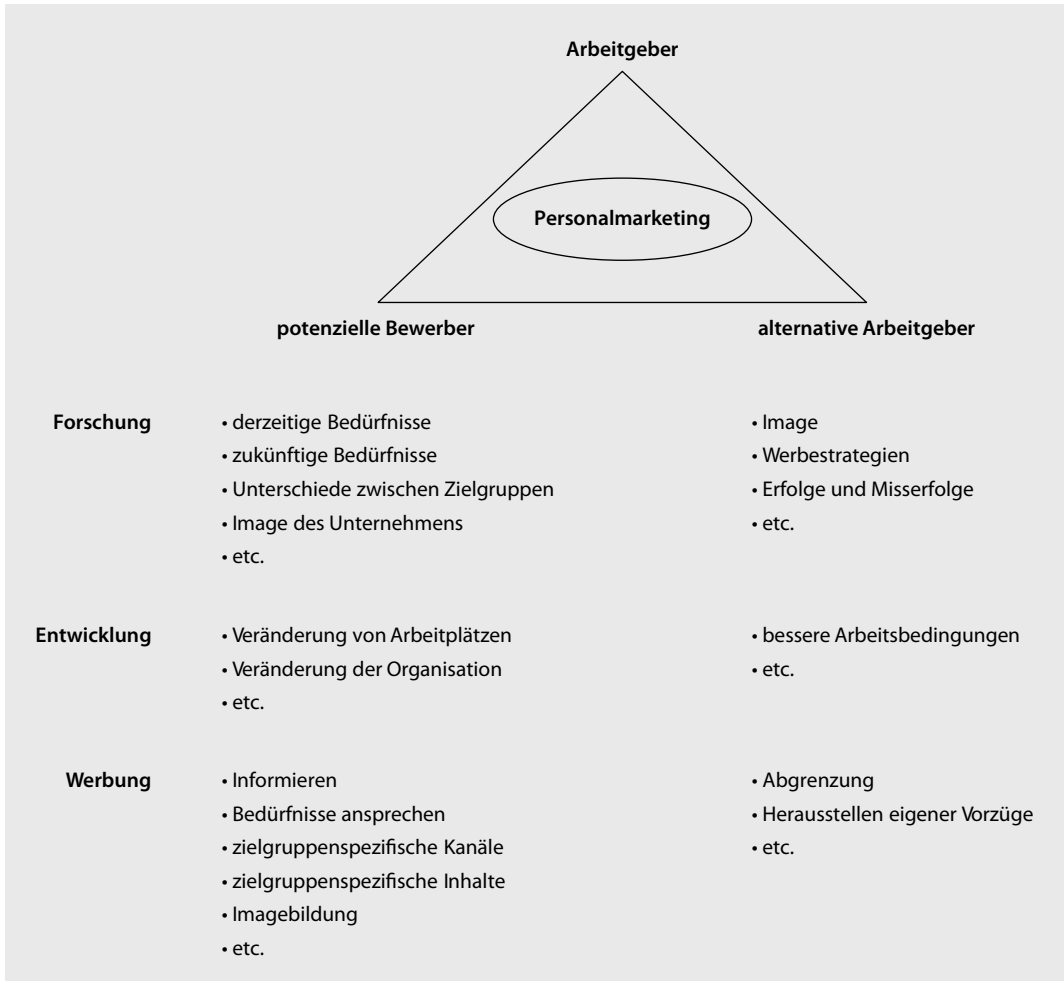 Arbeitgeber
Personalmarketing
potenzielle Bewerber
alternative Arbeitgeber
Forschung
• derzeitige Bedürfnisse
• zukünftige Bedürfnisse
• Unterschiede zwischen Zielgruppen
• Image des Unternehmens
• etc.
• Image
• Werbestrategien
• Erfolge und Misserfolge
• etc.
Entwicklung
• Veränderung von Arbeitplätzen
• Veränderung der Organisation
• etc.
• bessere Arbeitsbedingungen
• etc.
Werbung
• Informieren
• Bedürfnisse ansprechen
• zielgruppenspezifische Kanäle
• zielgruppenspezifische Inhalte
• Imagebildung
• etc.
• Abgrenzung
• Herausstellen eigener Vorzüge
• etc.